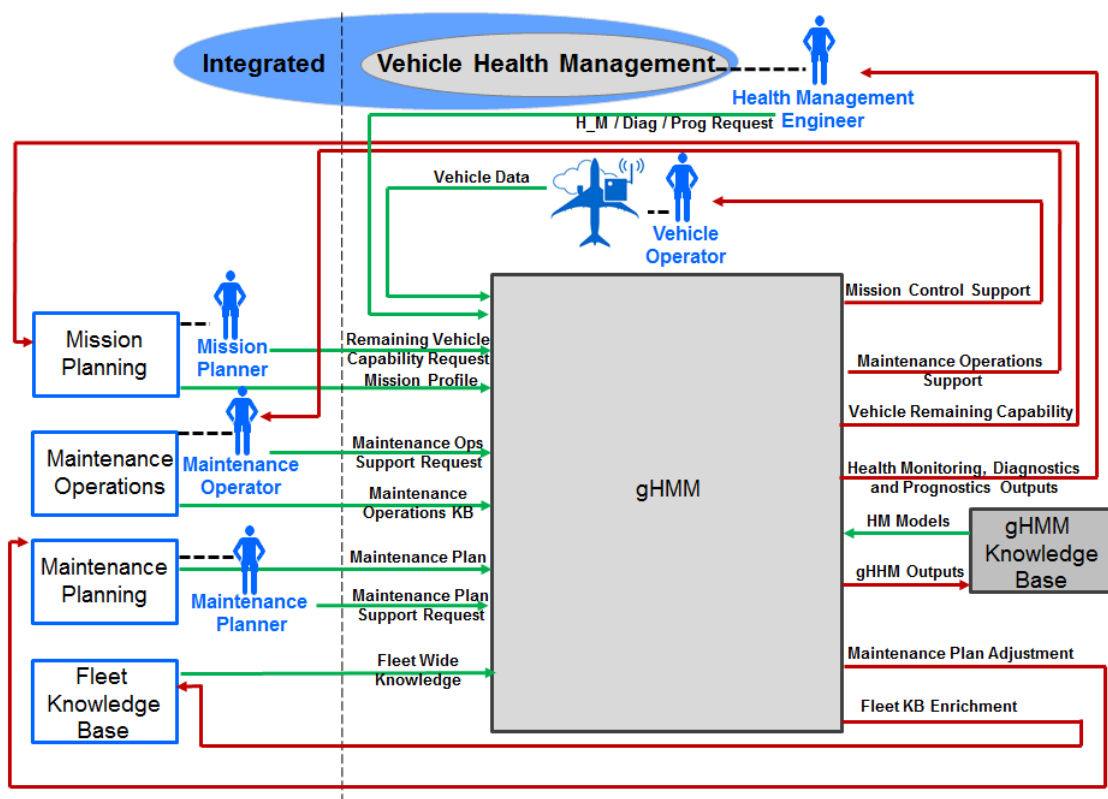 Integrated
Vehicle Health Management
Health Management
Engineer
H_M / Diag / Prog Request
Vehicle Data
Vehicle
Operator
Mission
Planning
Mission
Planner
Remaining Vehicle
Capability Request
Mission Profile
Maintenance
Operations
Maintenance
Operator
Maintenance Ops
Support Request
Maintenance
Operations KB
Maintenance
Planning
Maintenance
Planner
Maintenance Plan
Maintenance Plan
Support Request
Fleet
Knowledge
Base
Fleet Wide
Knowledge
gHMM
Mission Control Support
Maintenance Operations
Support
Vehicle Remaining Capability
Health Monitoring, Diagnostics
and Prognostics Outputs
HM Models
gHHM Outputs
gHMM
Knowledge
Base
Maintenance Plan Adjustment
Fleet KB Enrichment